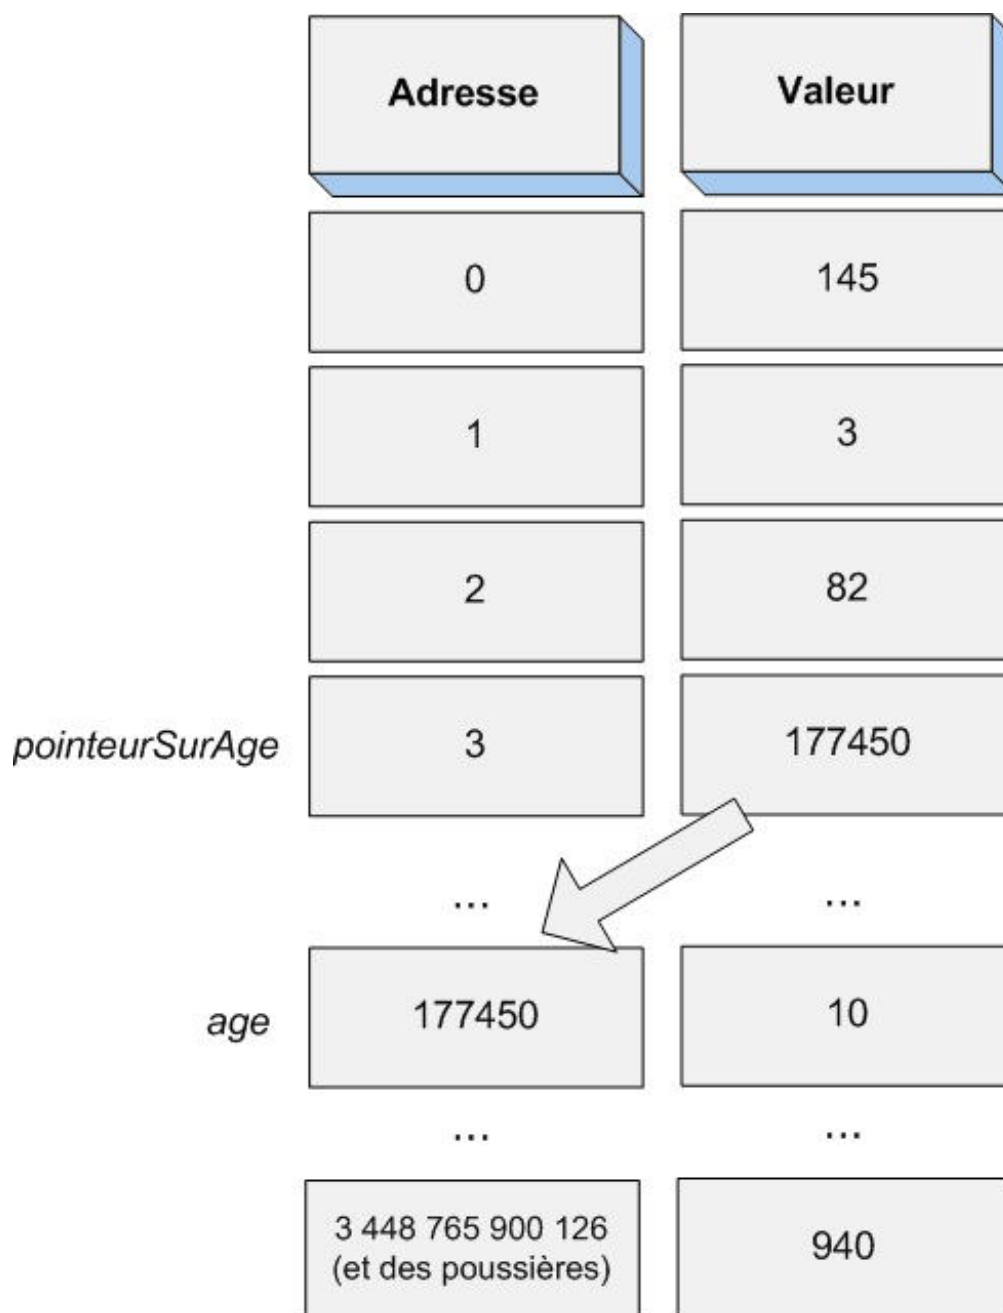 Adresse Valeur
0 145
1 3
2 82
pointeurSurAge 3 177450
... ...
age 177450 10
... ...
3 448 765 900 126
(et des poussières) 940